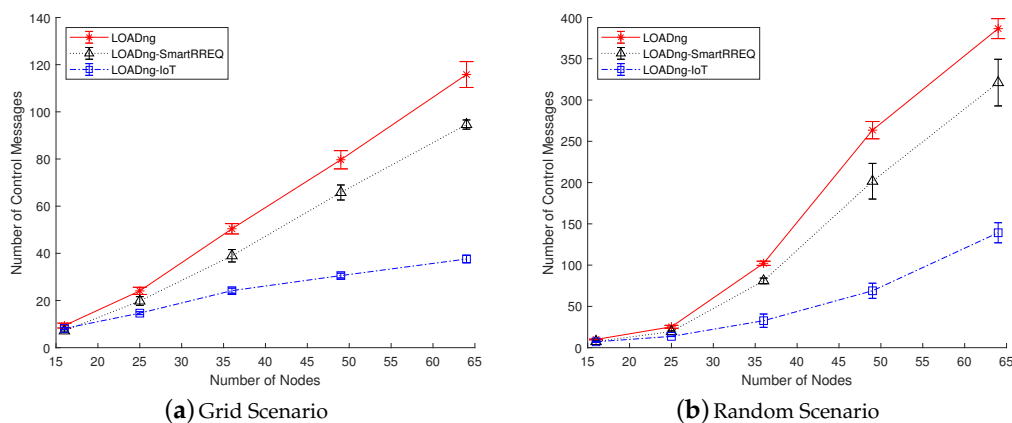 140
120
100
80
60
40
20
0
Number of Control Messages
LOADng
LOADng-SmartRREQ
LOADng-IoT
15 20 25 30 35 40 45 50 55 60 65
Number of Nodes
(a) Grid Scenario
400
350
300
250
200
150
100
50
0
Number of Control Messages
LOADng
LOADng-SmartRREQ
LOADng-IoT
15 20 25 30 35 40 45 50 55 60 65
Number of Nodes
(b) Random Scenario